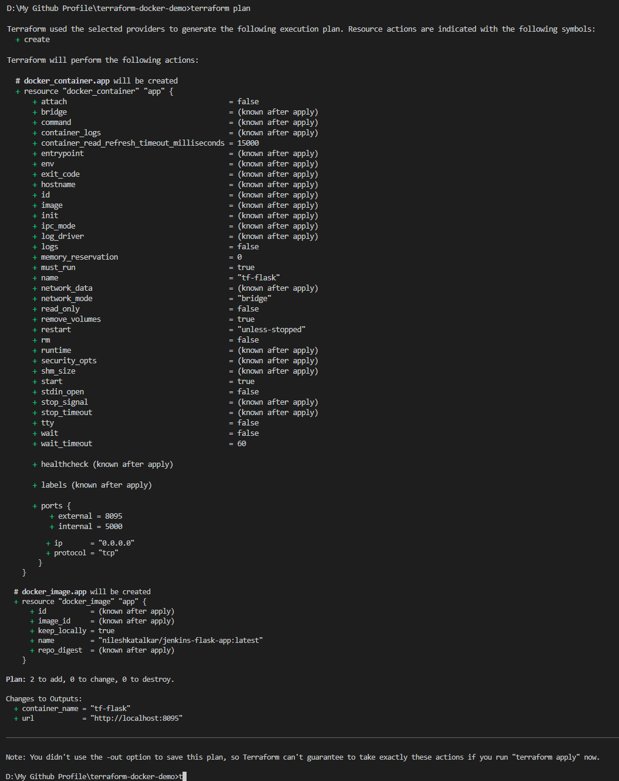 D:\My Github Profile\terraform-docker-demo>terraform plan
Terraform used the selected providers to generate the following execution plan. Resource actions are indicated with the following symbols:
+ create
Terraform will perform the following actions:
# docker_container.app will be created
+ resource "docker_container" "app" {
+ attach = false
+ bridge = (known after apply)
+ command = (known after apply)
+ container_logs = (known after apply)
+ container_read_refresh_timeout_milliseconds = 15000
+ entrypoint = (known after apply)
+ env = (known after apply)
+ exit_code = (known after apply)
+ hostname = (known after apply)
+ id = (known after apply)
+ image = (known after apply)
+ init = (known after apply)
+ ipc_mode = (known after apply)
+ log_driver = (known after apply)
+ logs = false
+ memory_reservation = 0
+ must_run = true
+ name = "tf-flask"
+ network_data = (known after apply)
+ network_mode = "bridge"
+ read_only = false
+ remove_volumes = true
+ restart = "unless-stopped"
+ rm = false
+ runtime = (known after apply)
+ security_opts = (known after apply)
+ shm_size = (known after apply)
+ start = true
+ stdin_open = false
+ stop_signal = (known after apply)
+ stop_timeout = (known after apply)
+ tty = false
+ wait = false
+ wait_timeout = 60
+ healthcheck (known after apply)
+ labels (known after apply)
+ ports {
+ external = 8095
+ internal = 5000
+ ip = "0.0.0.0"
+ protocol = "tcp"
}
}
# docker_image.app will be created
+ resource "docker_image" "app" {
+ id = (known after apply)
+ image_id = (known after apply)
+ keep_locally = true
+ name = "nileshkatalkar/jenkins-flask-app:latest"
+ repo_digest = (known after apply)
}
Plan: 2 to add, 0 to change, 0 to destroy.
Changes to Outputs:
+ container_name = "tf-flask"
+ url = "http://localhost:8095"
Note: You didn't use the -out option to save this plan, so Terraform can't guarantee to take exactly these actions if you run "terraform apply" now.
D:\My Github Profile\terraform-docker-demo>t